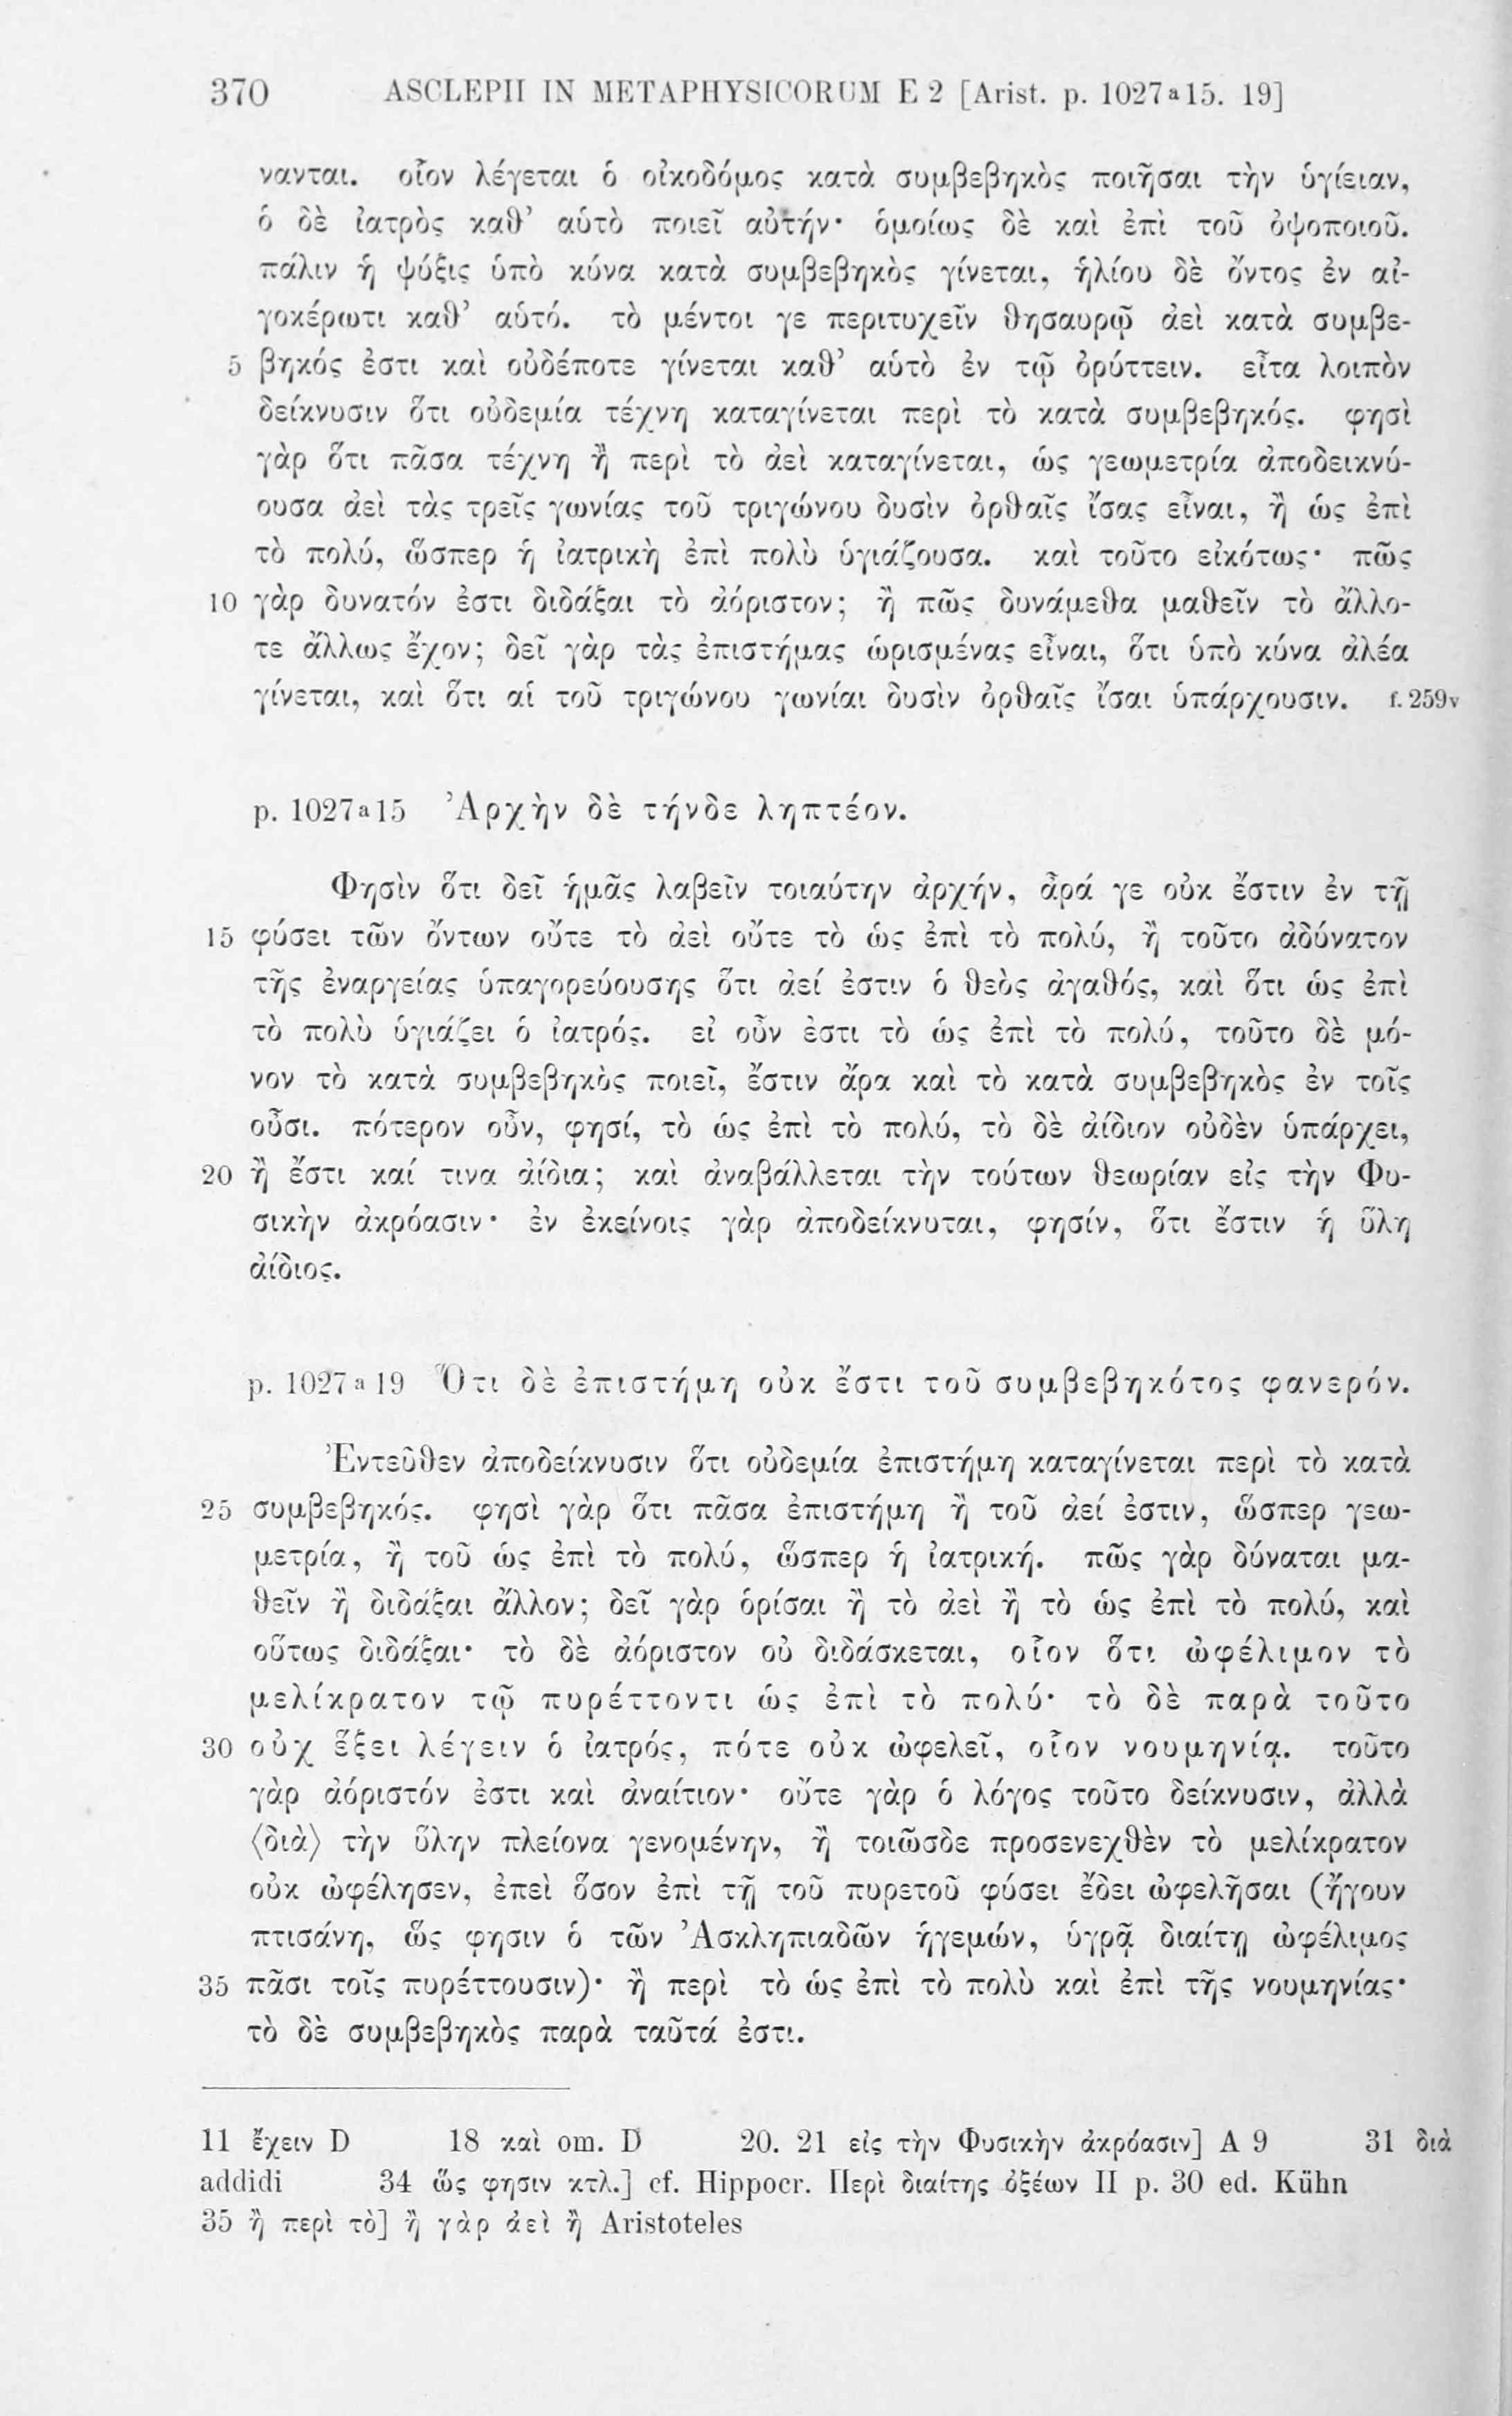 370 ASCLEPII IN METAPHYSICORUM E 2 [Arist. p. 1027ª15. 19]
νανται. οἷον λέγεται ὁ οἰκοδόμος κατὰ συμβεβηκὸς ποιῆσαι τὴν ὑγίειαν,
ὁ δὲ ἰατρὸς καθ’ αὑτὸ ποιεῖ αὐτήν· ὁμοίως δὲ καὶ ἐπὶ τοῦ ὀψοποιοῦ.
πάλιν ἡ ψύξις ὑπὸ κύνα κατὰ συμβεβηκὸς γίνεται, ἡλίου δὲ ὄντος ἐν αἰ-
γοκέρωτι καθ’ αὑτό. τὸ μέντοι γε περιτυχεῖν θησαυρῷ ἀεὶ κατὰ συμβε-
5 βηκός ἐστι καὶ οὐδέποτε γίνεται καθ’ αὑτὸ ἐν τῷ ὀρύττειν. εἶτα λοιπὸν
δείκνυσιν ὅτι οὐδεμία τέχνη καταγίνεται περὶ τὸ κατὰ συμβεβηκός. φησὶ
γὰρ ὅτι πᾶσα τέχνη ἢ περὶ τὸ ἀεὶ καταγίνεται, ὡς γεωμετρία ἀποδεικνύ-
ουσα ἀεὶ τὰς τρεῖς γωνίας τοῦ τριγώνου δυσὶν ὀρθαῖς ἴσας εἶναι, ἢ ὡς ἐπὶ
τὸ πολύ, ὥσπερ ἡ ἰατρικὴ ἐπὶ πολὺ ὑγιάζουσα. καὶ τοῦτο εἰκότως· πῶς
10 γὰρ δυνατόν ἐστι διδάξαι τὸ ἀόριστον; ἢ πῶς δυνάμεθα μαθεῖν τὸ ἄλλο-
τε ἄλλως ἔχον; δεῖ γὰρ τὰς ἐπιστήμας ὡρισμένας εἶναι, ὅτι ὑπὸ κύνα ἀλέα
γίνεται, καὶ ὅτι αἱ τοῦ τριγώνου γωνίαι δυσὶν ὀρθαῖς ἴσαι ὑπάρχουσιν. f. 259v
p. 1027ª15 Ἀρχὴν δὲ τήνδε ληπτέον.
Φησὶν ὅτι δεῖ ἡμᾶς λαβεῖν τοιαύτην ἀρχήν, ἆρά γε οὐκ ἔστιν ἐν τῇ
15 φύσει τῶν ὄντων οὔτε τὸ ἀεὶ οὔτε τὸ ὡς ἐπὶ τὸ πολύ, ἢ τοῦτο ἀδύνατον
τῆς ἐναργείας ὑπαγορεύουσης ὅτι ἀεί ἐστιν ὁ θεὸς ἀγαθός, καὶ ὅτι ὡς ἐπὶ
τὸ πολὺ ὑγιάζει ὁ ἰατρός. εἰ οὖν ἐστι τὸ ὡς ἐπὶ τὸ πολύ, τοῦτο δὲ μό-
νον τὸ κατὰ συμβεβηκὸς ποιεῖ, ἔστιν ἄρα καὶ τὸ κατὰ συμβεβηκὸς ἐν τοῖς
οὖσι. πότερον οὖν, φησί, τὸ ὡς ἐπὶ τὸ πολύ, τὸ δὲ ἀίδιον οὐδὲν ὑπάρχει,
20 ἢ ἔστι καί τινα ἀίδια; καὶ ἀναβάλλεται τὴν τούτων θεωρίαν εἰς τὴν Φυ-
σικὴν ἀκρόασιν· ἐν ἐκείνοις γὰρ ἀποδείκνυται, φησίν, ὅτι ἔστιν ἡ ὕλη
ἀίδιος.
p. 1027ª19 Ὅτι δὲ ἐπιστήμη οὐκ ἔστι τοῦ συμβεβηκότος φανερόν.
Ἐντεῦθεν ἀποδείκνυσιν ὅτι οὐδεμία ἐπιστήμη καταγίνεται περὶ τὸ κατὰ
25 συμβεβηκός. φησὶ γὰρ ὅτι πᾶσα ἐπιστήμη ἢ τοῦ ἀεί ἐστιν, ὥσπερ γεω-
μετρία, ἢ τοῦ ὡς ἐπὶ τὸ πολύ, ὥσπερ ἡ ἰατρική. πῶς γὰρ δύναται μα-
θεῖν ἢ διδάξαι ἄλλον; δεῖ γὰρ ὁρίσαι ἢ τὸ ἀεὶ ἢ τὸ ὡς ἐπὶ τὸ πολύ, καὶ
οὕτως διδάξαι· τὸ δὲ ἀόριστον οὐ διδάσκεται, οἷον ὅτι ὠφέλιμον τὸ
μελίκρατον τῷ πυρέττοντι ὡς ἐπὶ τὸ πολύ· τὸ δὲ παρὰ τοῦτο
30 οὐχ ἕξει λέγειν ὁ ἰατρός, πότε οὐκ ὠφελεῖ, οἷον νουμηνίᾳ. τοῦτο
γὰρ ἀόριστόν ἐστι καὶ ἀναίτιον· οὔτε γὰρ ὁ λόγος τοῦτο δείκνυσιν, ἀλλὰ
⟨διὰ⟩ τὴν ὕλην πλείονα γενομένην, ἢ τοιῶσδε προσενεχθὲν τὸ μελίκρατον
οὐκ ὠφέλησεν, ἐπεὶ ὅσον ἐπὶ τῇ τοῦ πυρετοῦ φύσει ἔδει ὠφελῆσαι (ἤγουν
πτισάνη, ὥς φησιν ὁ τῶν Ἀσκληπιαδῶν ἡγεμών, ὑγρᾷ διαίτῃ ὠφέλιμος
35 πᾶσι τοῖς πυρέττουσιν)· ἢ περὶ τὸ ὡς ἐπὶ τὸ πολὺ καὶ ἐπὶ τῆς νουμηνίας·
τὸ δὲ συμβεβηκὸς παρὰ ταῦτά ἐστι.
11 ἔχειν D 18 καὶ om. D 20. 21 εἰς τὴν Φυσικὴν ἀκρόασιν] A 9 31 διὰ
addidi 34 ὥς φησιν κτλ.] cf. Hippocr. Περὶ διαίτης ὀξέων II p. 30 ed. Kühn
35 ἢ περὶ τὸ] ἢ γὰρ ἀεὶ ἢ Aristoteles